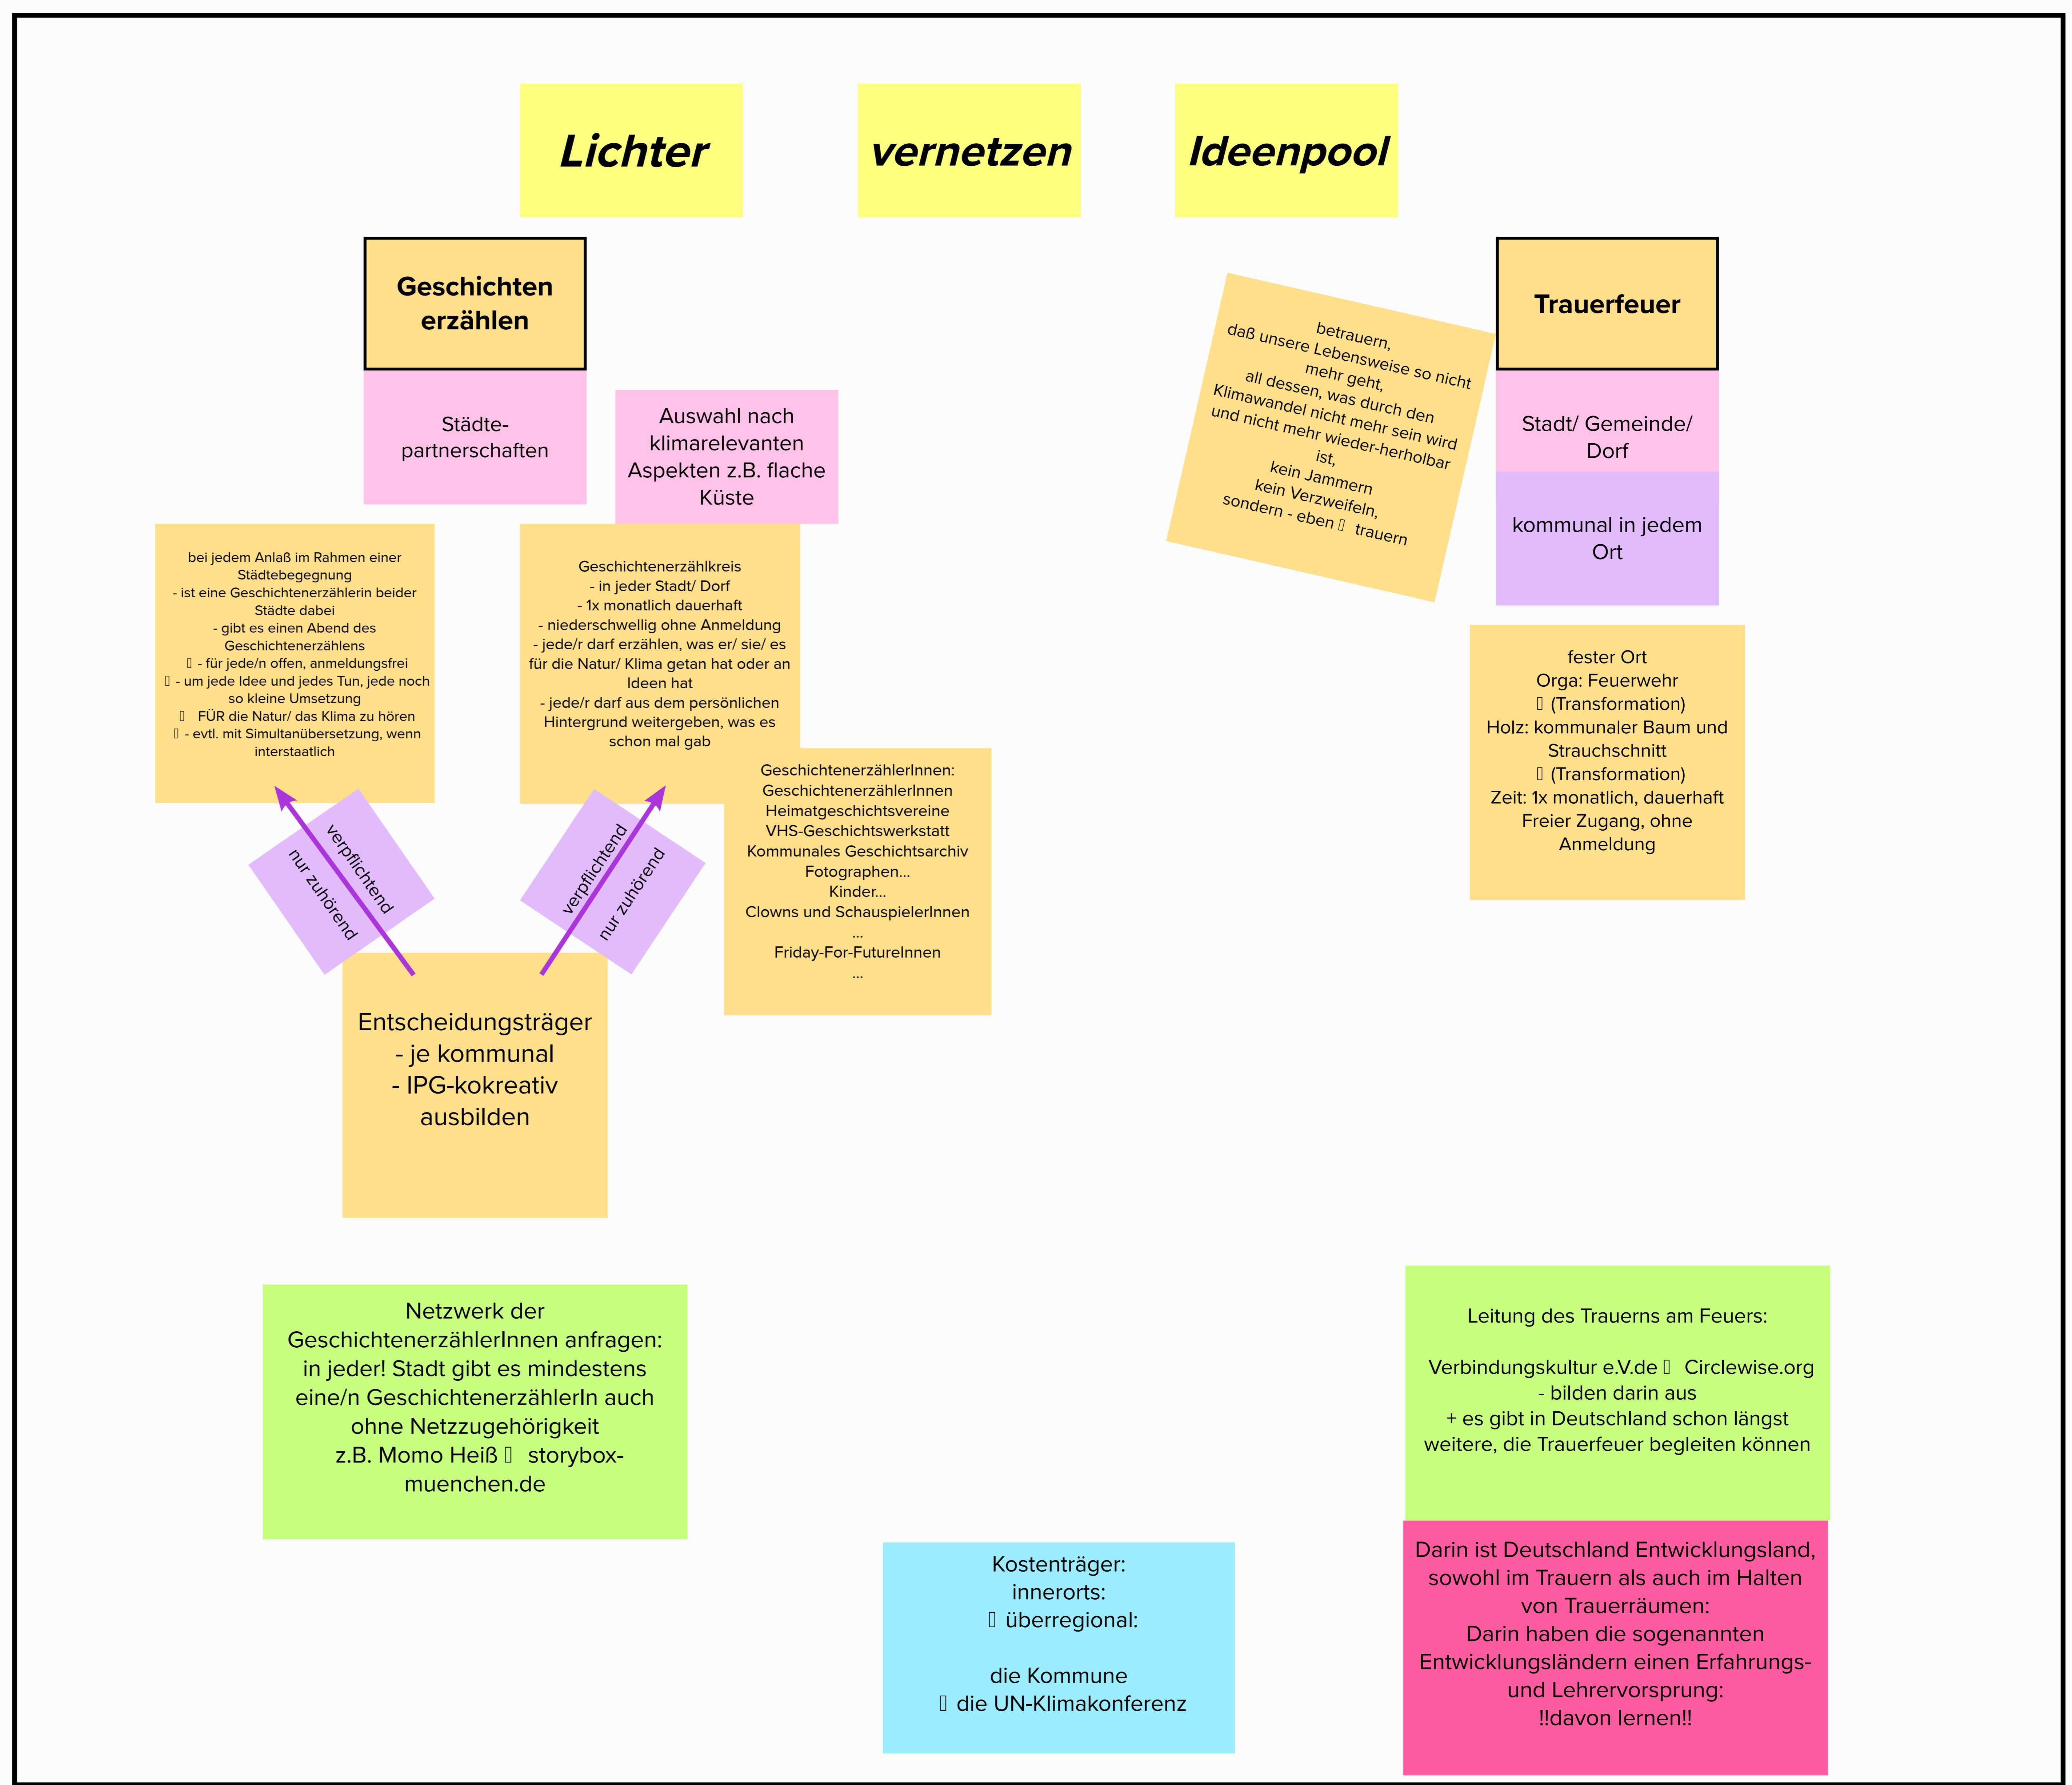 Lichter
vernetzen
Ideenpool
Geschichten
erzählen
Städte-
partnerschaften
Auswahl nach
klimarelevanten
Aspekten z.B. flache
Küste
bei jedem Anlaß im Rahmen einer
Städtebegegnung
- ist eine Geschichtenerzählerin beider
Städte dabei
- gibt es einen Abend des
Geschichtenerzählens
- für jede/n offen, anmeldungsfrei
- um jede Idee und jedes Tun, jede noch
so kleine Umsetzung
FÜR die Natur/ das Klima zu hören
- evtl. mit Simultanübersetzung, wenn
interstaatlich
Geschichtenerzählkreis
- in jeder Stadt/ Dorf
- 1x monatlich dauerhaft
- niederschwellig ohne Anmeldung
- jede/r darf erzählen, was er/ sie/ es
für die Natur/ Klima getan hat oder an
Ideen hat
- jede/r darf aus dem persönlichen
Hintergrund weitergeben, was es
schon mal gab
GeschichtenerzählerInnen:
GeschichtenerzählerInnen
Heimatgeschichtsvereine
VHS-Geschichtswerkstatt
Kommunales Geschichtsarchiv
Fotographen...
Kinder...
Clowns und SchauspielerInnen
...
Friday-For-FutureInnen
...
verpflichtend
nur zuhörend
verpflichtend
nur zuhörend
Entscheidungsträger
- je kommunal
- IPG-kokreativ
ausbilden
Netzwerk der
GeschichtenerzählerInnen anfragen:
in jeder! Stadt gibt es mindestens
eine/n GeschichtenerzählerIn auch
ohne Netzzugehörigkeit
z.B. Momo Heiß storybox-
muenchen.de
betrauern,
daß unsere Lebensweise so nicht
mehr geht,
all dessen, was durch den
Klimawandel nicht mehr sein wird
und nicht mehr wieder-herholbar
ist,
kein Jammern
kein Verzweifeln,
sondern - eben trauern
Trauerfeuer
Stadt/ Gemeinde/
Dorf
kommunal in jedem
Ort
fester Ort
Orga: Feuerwehr
(Transformation)
Holz: kommunaler Baum und
Strauchschnitt
(Transformation)
Zeit: 1x monatlich, dauerhaft
Freier Zugang, ohne
Anmeldung
Leitung des Trauerns am Feuers:
Verbindungskultur e.V.de Circlewise.org
- bilden darin aus
+ es gibt in Deutschland schon längst
weitere, die Trauerfeuer begleiten können
Darin ist Deutschland Entwicklungsland,
sowohl im Trauern als auch im Halten
von Trauerräumen:
Darin haben die sogenannten
Entwicklungsländern einen Erfahrungs-
und Lehrervorsprung:
!!davon lernen!!
Kostenträger:
innerorts:
überregional:
die Kommune
die UN-Klimakonferenz